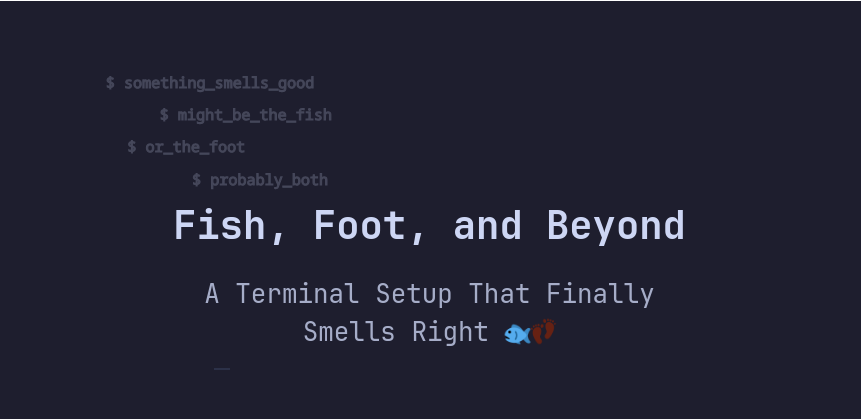 $ something_smells_good
$ might_be_the_fish
$ or_the_foot
$ probably_both
Fish, Foot, and Beyond
A Terminal Setup That Finally
Smells Right 🐟👣
_